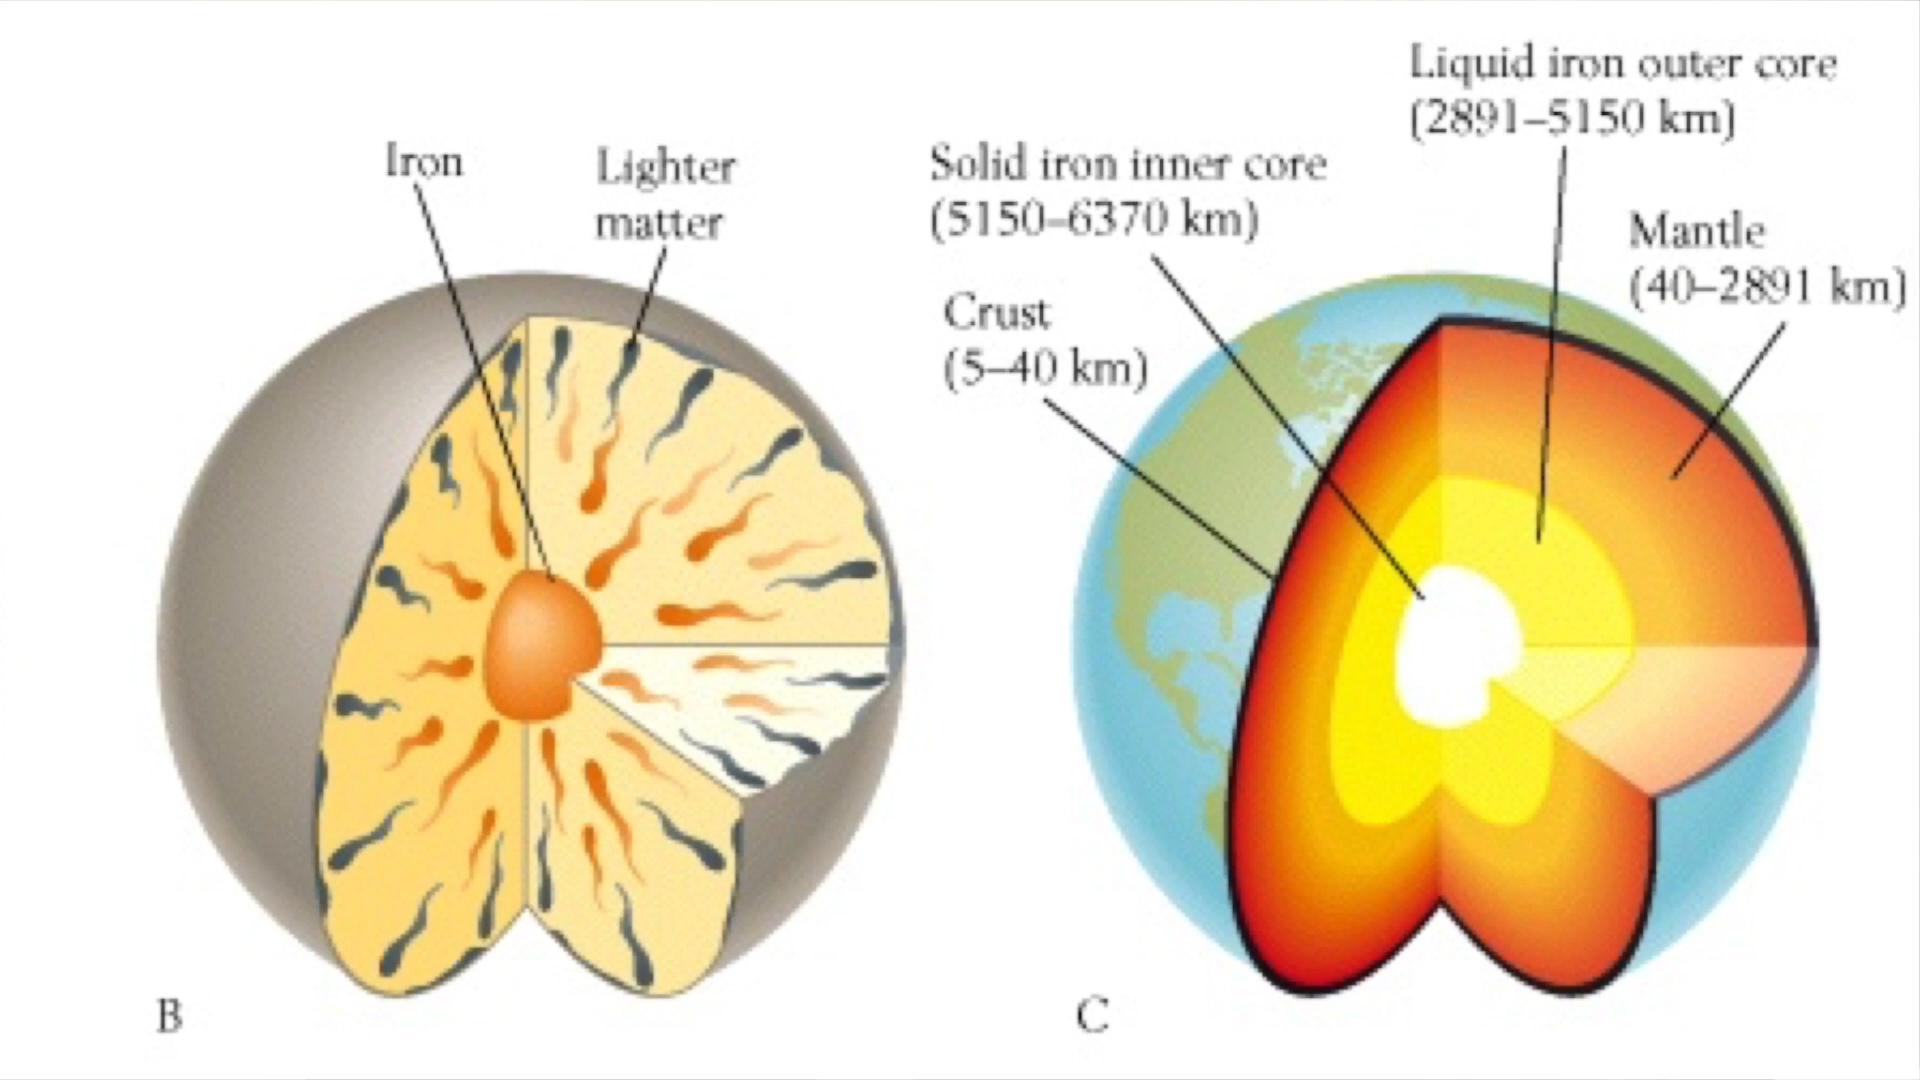 Iron
Lighter
matter
B
Liquid iron outer core
(2891–5150 km)
Solid iron inner core
(5150–6370 km)
Mantle
(40–2891 km)
Crust
(5–40 km)
C